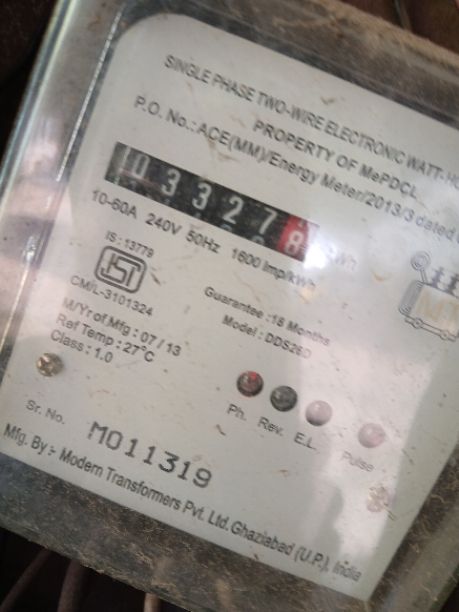 SINGLE PHASE TWO-WIRE ELECTRONIC WATT-HO
PROPERTY OF MePDCL
P.O. No.:ACE(MM)/Energy Meter/2013/3 dated
03327 8 kWh
10-60A 240V 50Hz 1600 Imp/kWh
IS : 13779
CM/L-3101324
M/Yr of Mfg : 07 / 13
Ref Temp : 27°C
Class : 1.0
Guarantee : 18 Months
Model : DDS26D
Ph. Rev. E.L. Pulse
Sr. No. M011319
Mfg. By :- Modern Transformers Pvt. Ltd. Ghaziabad (U.P.), India